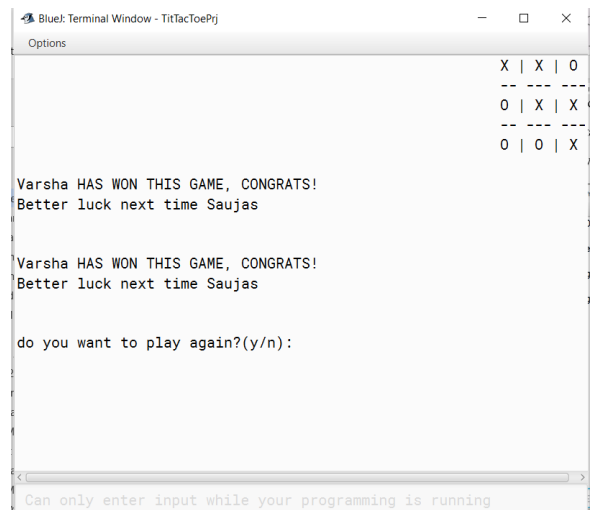 BlueJ: Terminal Window - TitTacToePrj
Options
X | X | O
-- --- ---
O | X | X
-- --- ---
O | O | X
Varsha HAS WON THIS GAME, CONGRATS!
Better luck next time Saujas
Varsha HAS WON THIS GAME, CONGRATS!
Better luck next time Saujas
do you want to play again?(y/n):
Can only enter input while your programming is running